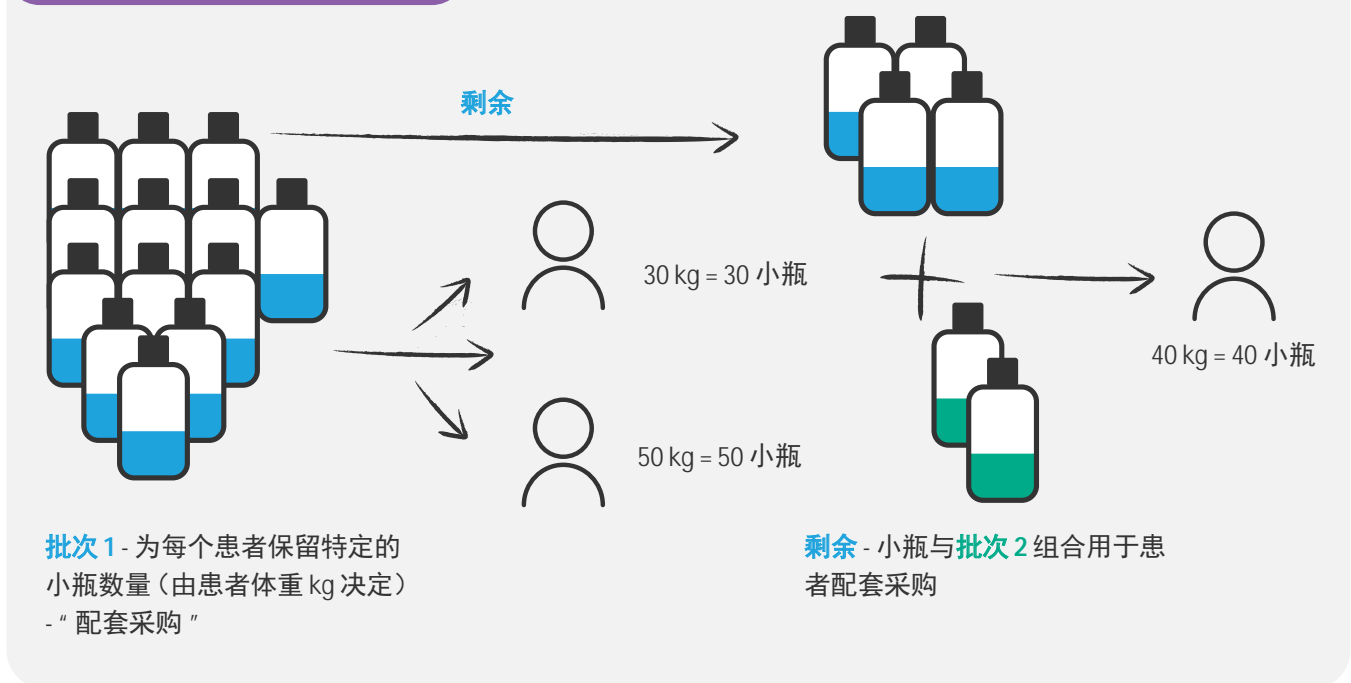 剩余
30 kg = 30 小瓶
50 kg = 50 小瓶
40 kg = 40 小瓶
批次 1 - 为每个患者保留特定的
小瓶数量（由患者体重 kg 决定）
- “ 配套采购 ”
剩余 - 小瓶与批次 2 组合用于患
者配套采购